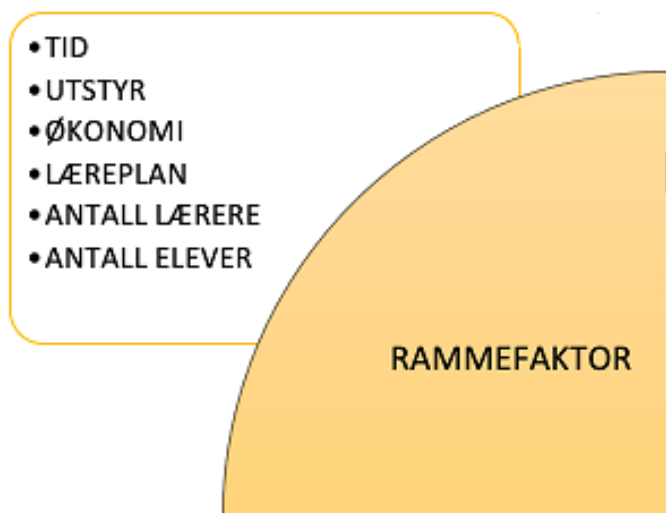 •TID
•UTSTYR
•ØKONOMI
•LÆREPLAN
•ANTALL LÆRERE
•ANTALL ELEVER
RAMMEFAKTOR